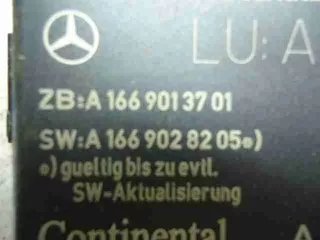 LU: A
ZB: A 166 901 37 01
SW: A 166 902 82 05*)
*) gueltig bis zu evtl.
SW-Aktualisierung
Continental A